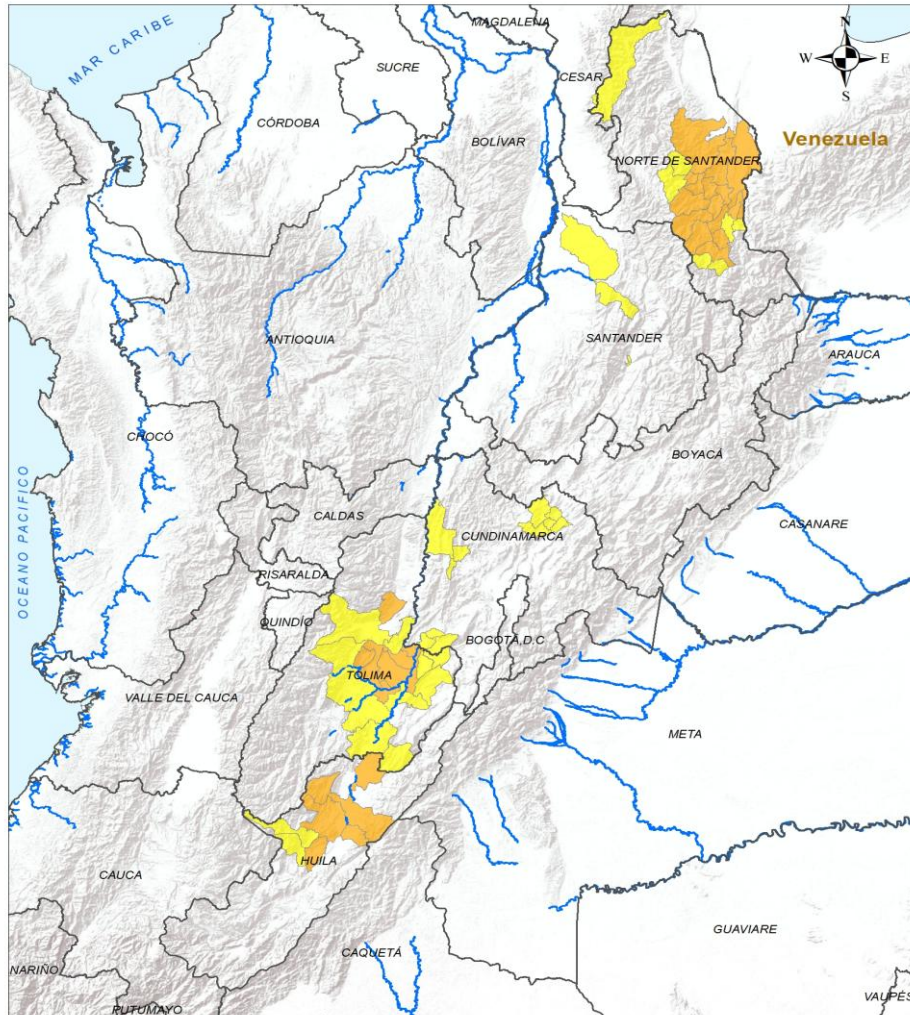 MAGDALENA
MAR CARIBE
N
W E
S
SUCRE
CESAR
CÓRDOBA
BOLÍVAR
Venezuela
NORTE DE SANTANDER
ANTIOQUIA
SANTANDER
ARAUCA
CHOCÓ
BOYACÁ
OCEANO PACIFICO
CALDAS
CUNDINAMARCA
CASANARE
RISARALDA
QUINDÍO
BOGOTÁ, D.C
TOLIMA
VALLE DEL CAUCA
META
HUILA
CAUCA
GUAVIARE
CAQUETÁ
NARIÑO
PUTUMAYO
VAUPÉS